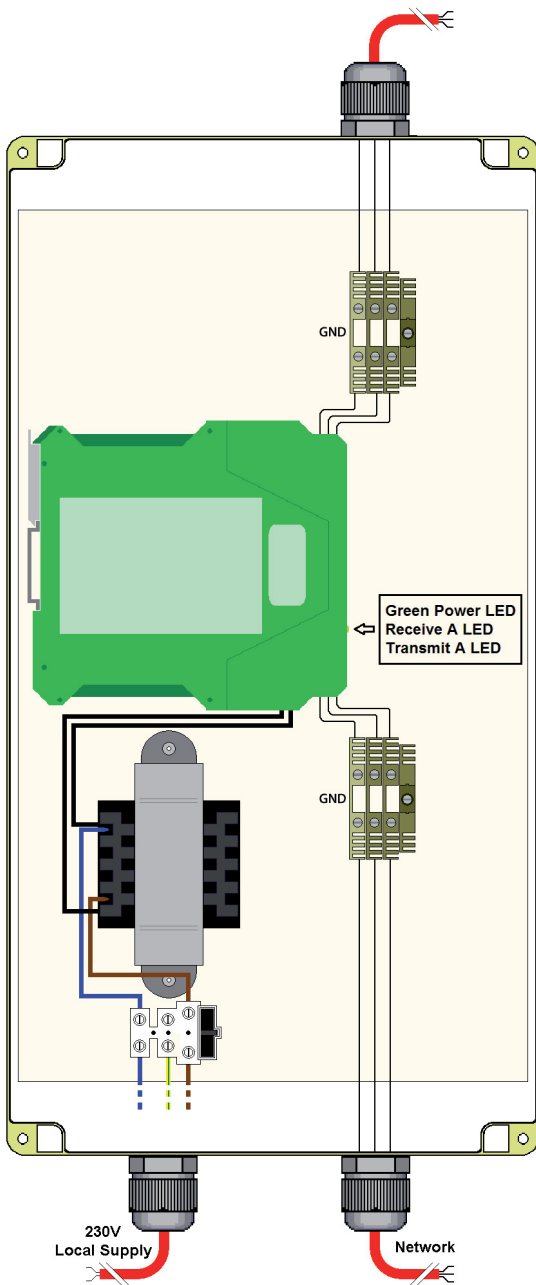 GND
Green Power LED
Receive A LED
Transmit A LED
GND
230V
Local Supply
Network